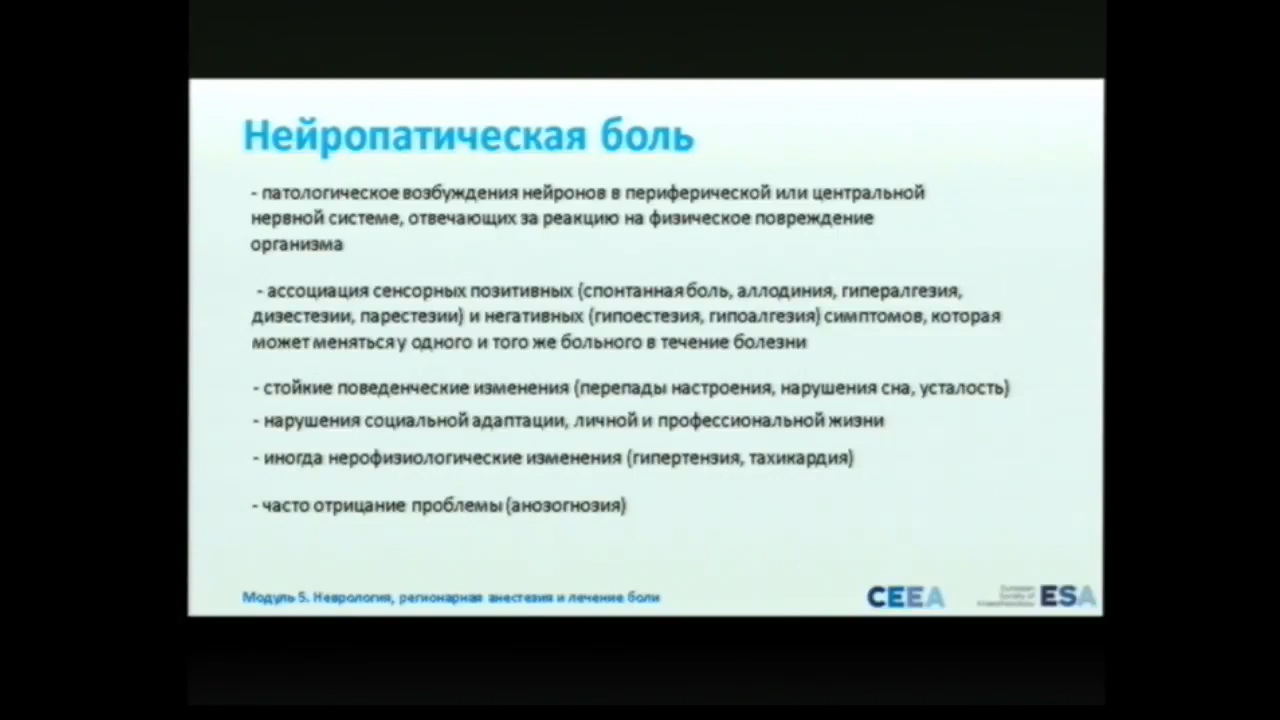 Нейропатическая боль
- патологическое возбуждения нейронов в периферической или центральной
нервной системе, отвечающих за реакцию на физическое повреждение
организма
- ассоциация сенсорных позитивных (спонтанная боль, аллодиния, гипералгезия,
дизестезии, парестезии) и негативных (гипоестезия, гипоалгезия) симптомов, которая
может меняться у одного и того же больного в течение болезни
- стойкие поведенческие изменения (перепады настроения, нарушения сна, усталость)
- нарушения социальной адаптации, личной и профессиональной жизни
- иногда нерофизиологические изменения (гипертензия, тахикардия)
- часто отрицание проблемы (анозогнозия)
Модуль 5. Неврология, регионарная анестезия и лечение боли
CEEA
European
Society of
ESA